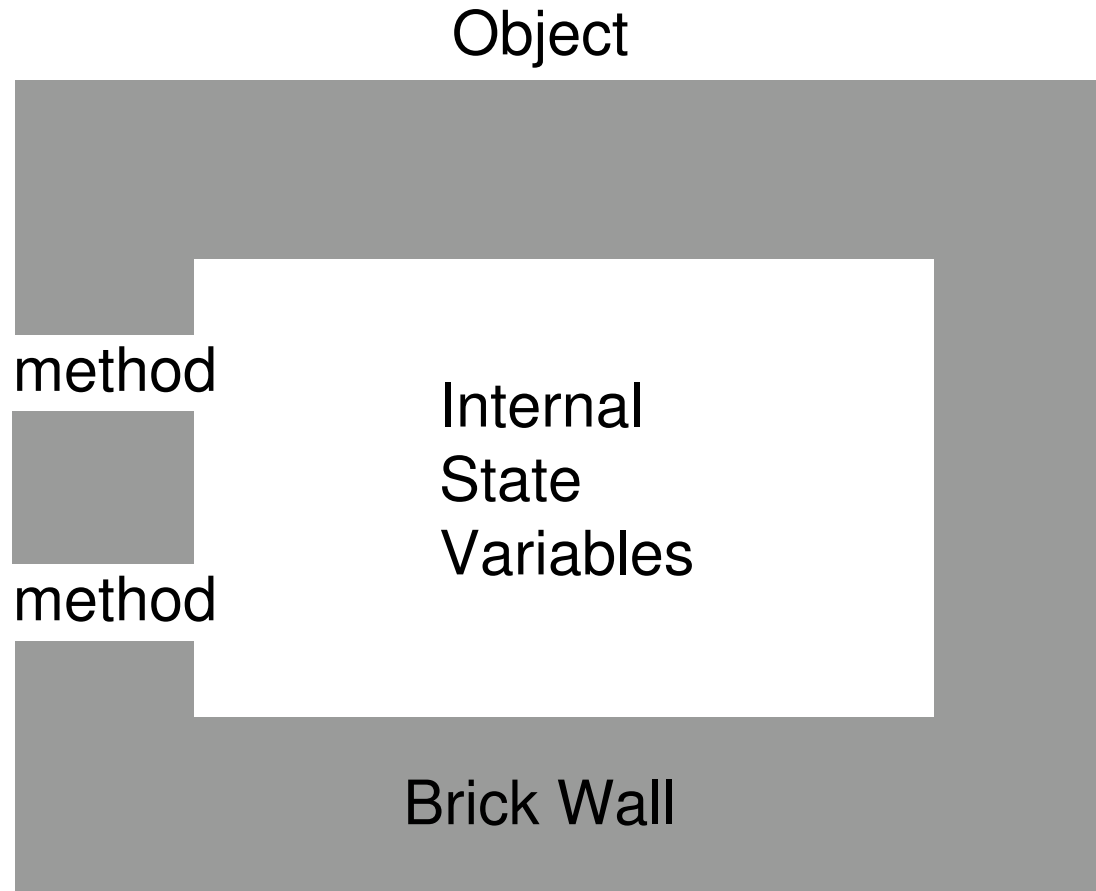 Object
method
Internal
State
Variables
method
Brick Wall